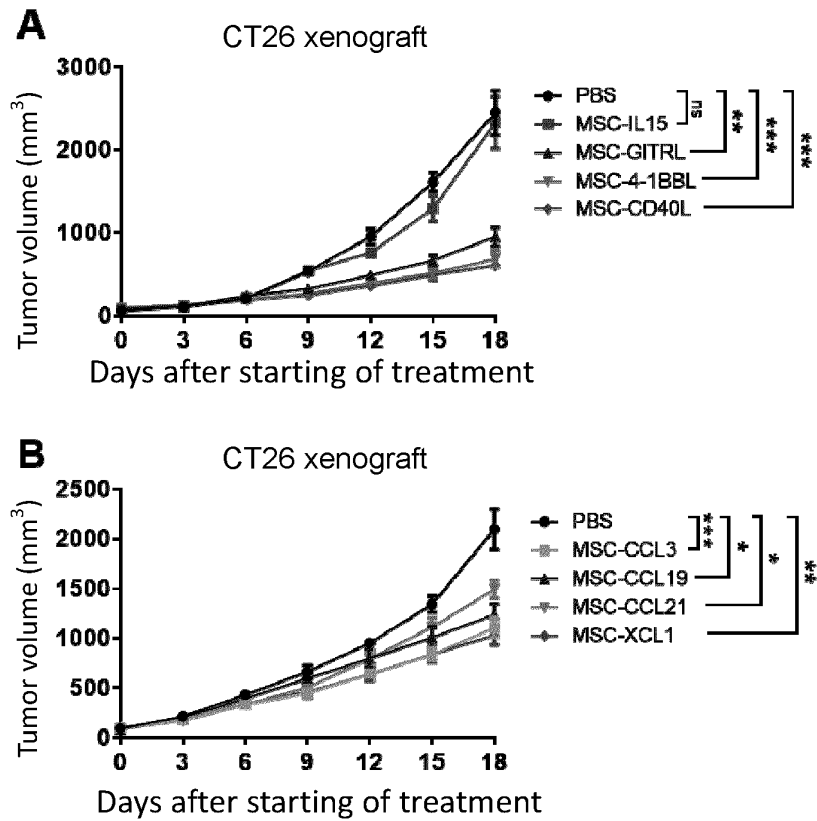 A
CT26 xenograft
Tumor volume (mm³)
3000
2000
1000
0
0 3 6 9 12 15 18
Days after starting of treatment
PBS
MSC-IL15
MSC-GITRL
MSC-4-1BBL
MSC-CD40L
ns
**
***
***
B
CT26 xenograft
Tumor volume (mm³)
2500
2000
1500
1000
500
0
0 3 6 9 12 15 18
Days after starting of treatment
PBS
MSC-CCL3
MSC-CCL19
MSC-CCL21
MSC-XCL1
***
*
*
**